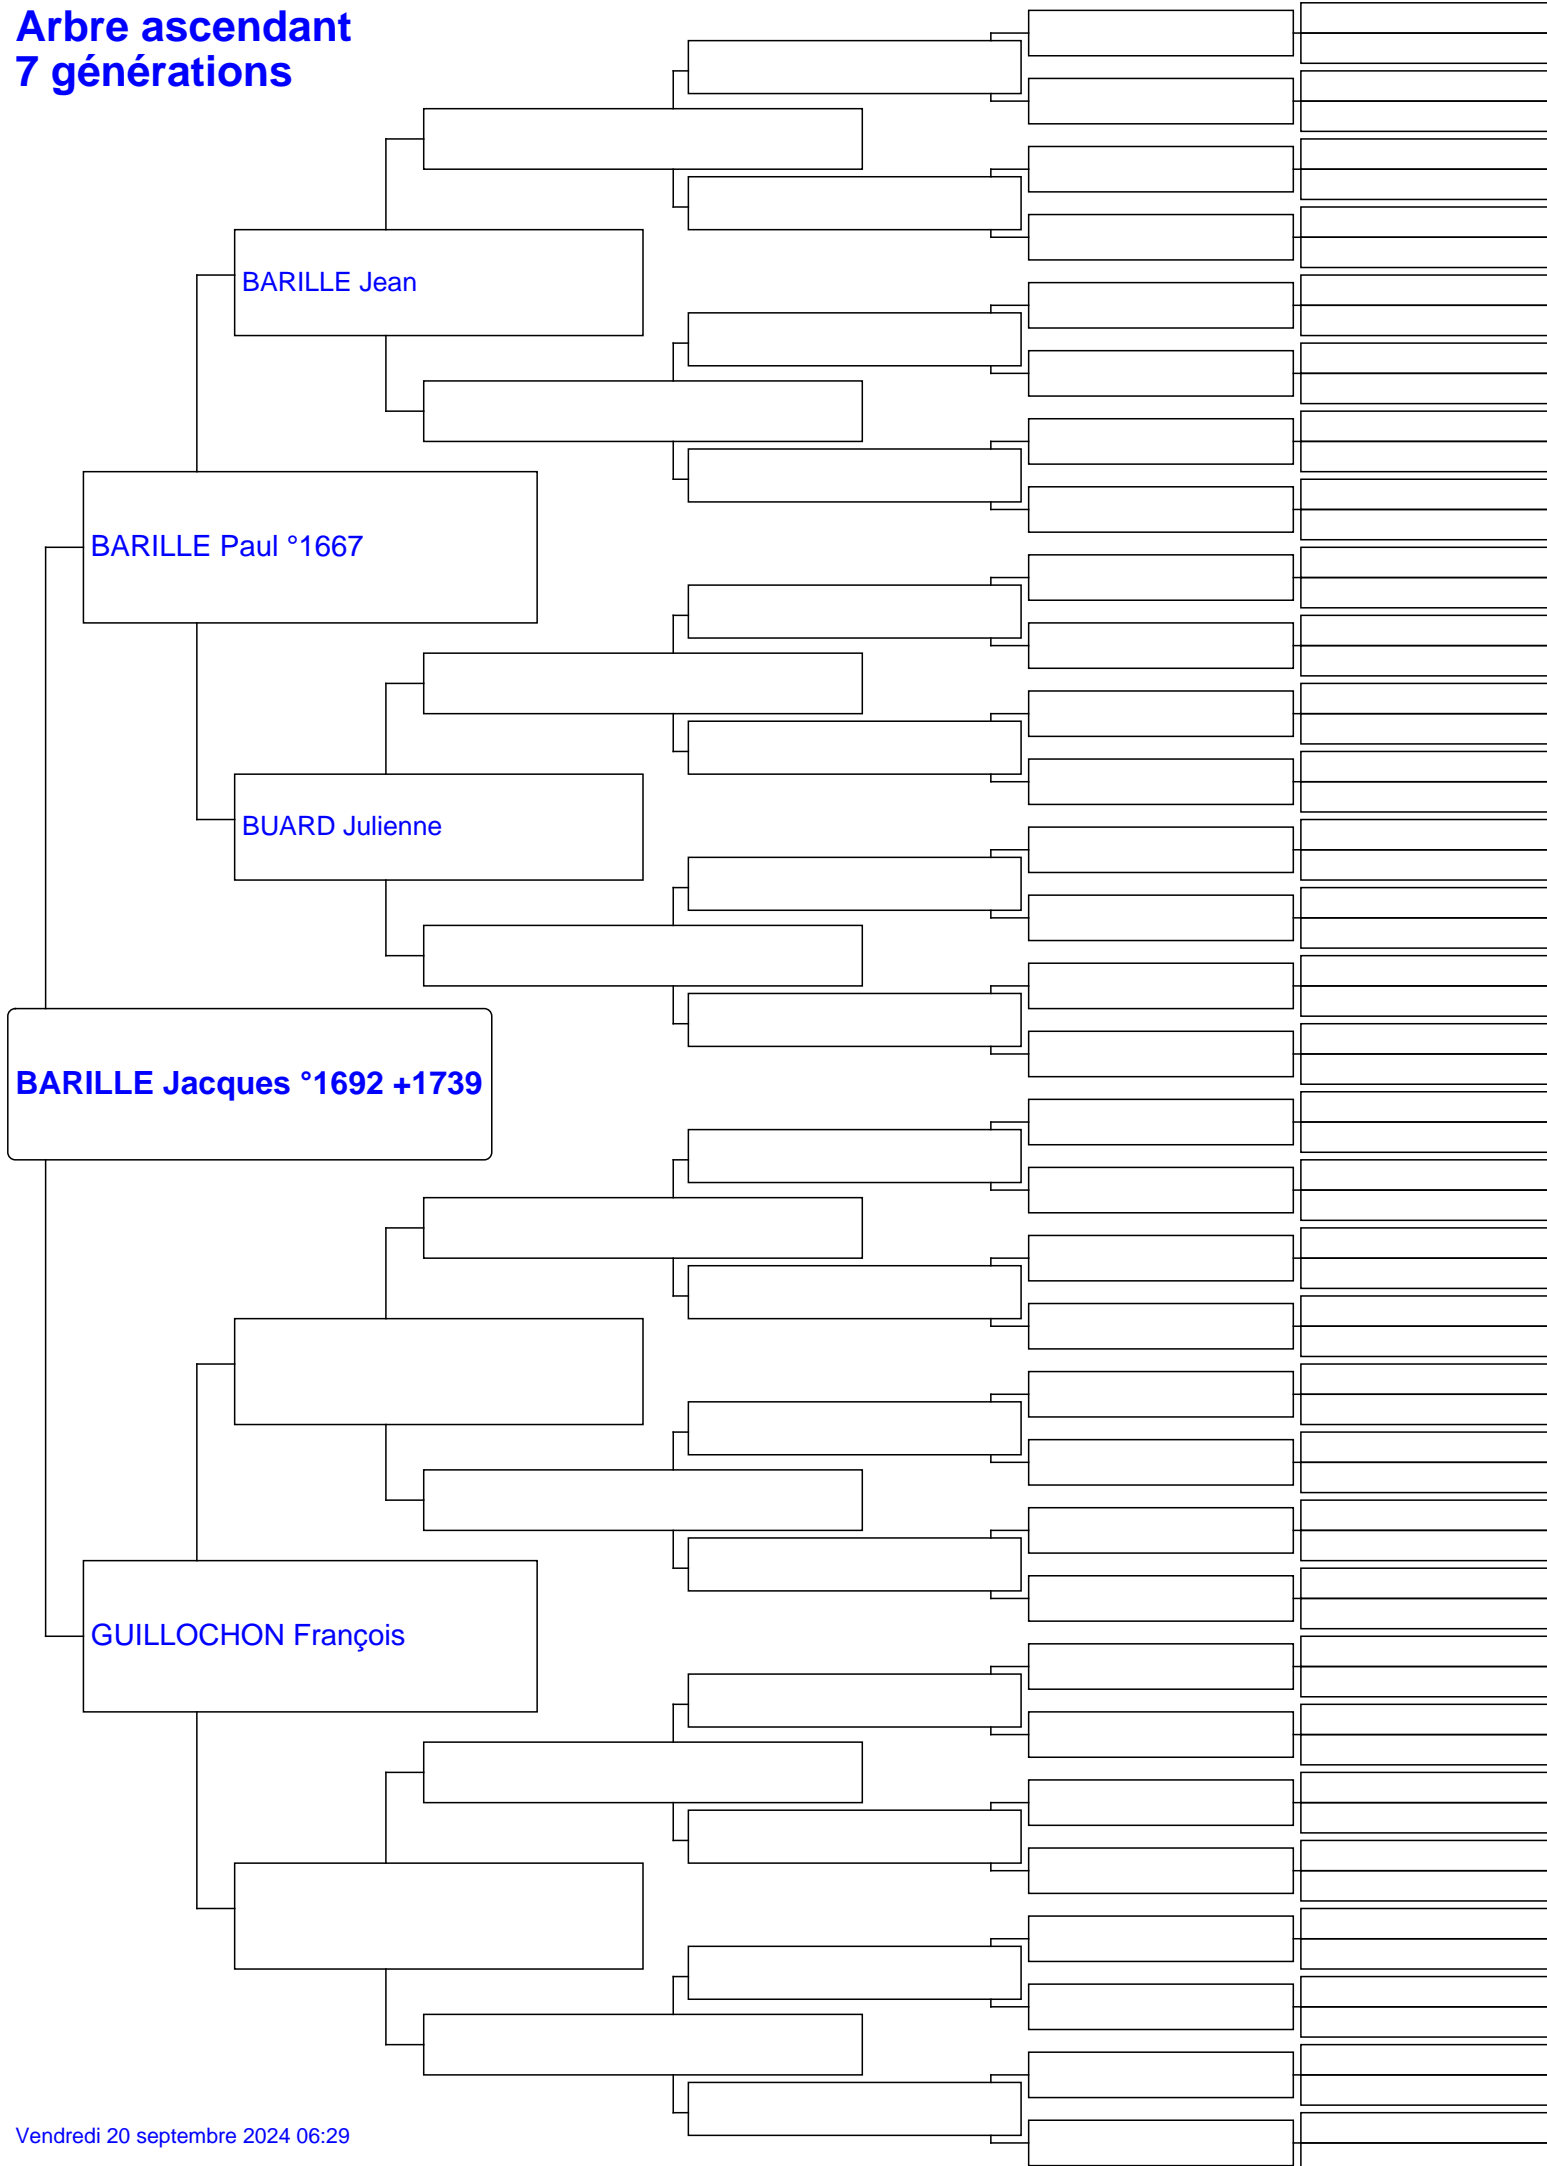 Arbre ascendant
7 générations
BARILLE Jean
BARILLE Paul °1667
BUARD Julienne
BARILLE Jacques °1692 +1739
GUILLOCHON François
Vendredi 20 septembre 2024 06:29